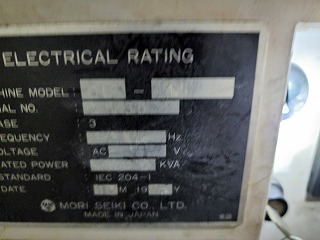 ELECTRICAL RATING
HINE MODEL -
IAL NO.
ASE 3
EQUENCY Hz
OLTAGE AC V
ATED POWER KVA
STANDARD IEC 204-1
DATE M 19 Y
MORI SEIKI CO., LTD.
MADE IN JAPAN